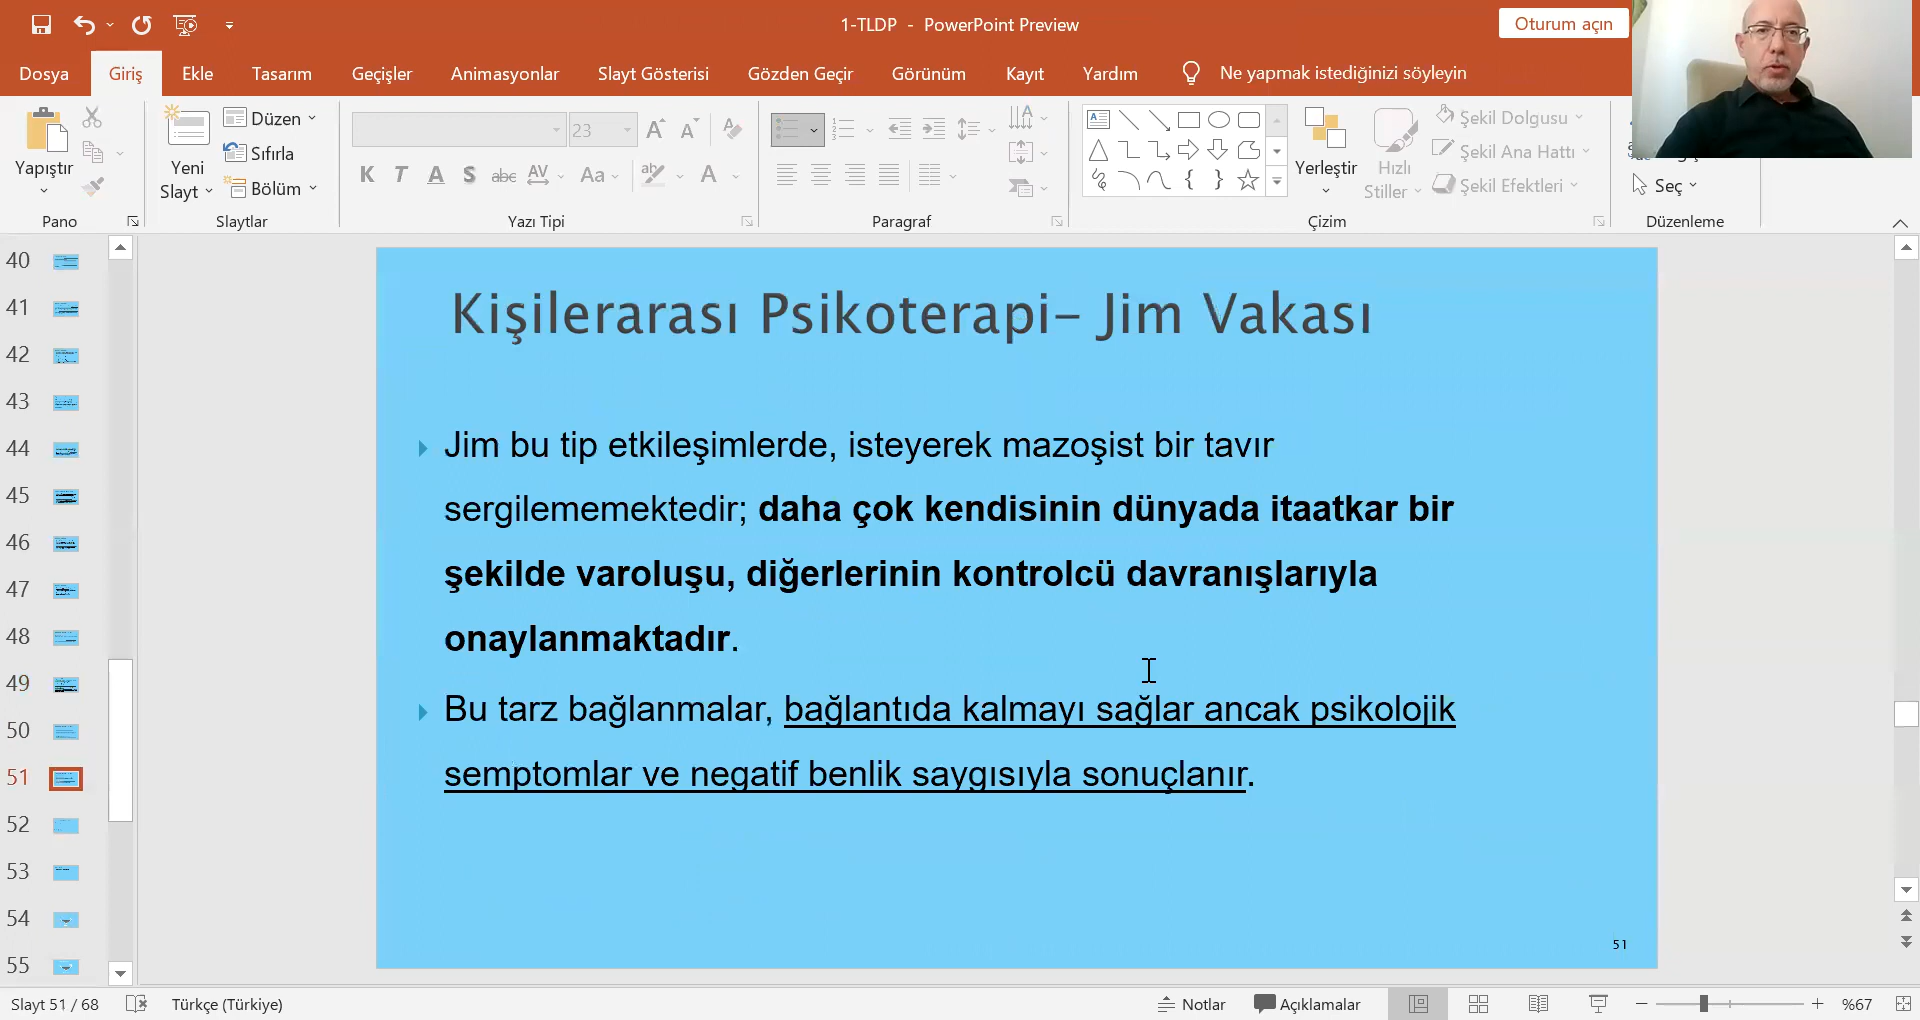 1-TLDP - PowerPoint Preview
Oturum açın
Dosya
Giriş
Ekle
Tasarım
Geçişler
Animasyonlar
Slayt Gösterisi
Gözden Geçir
Görünüm
Kayıt
Yardım
Ne yapmak istediğinizi söyleyin
Yapıştır
Yeni
Slayt
Düzen
Sıfırla
Bölüm
23
K T A S abc AV Aa A
Yerleştir
Hızlı
Stiller
Şekil Dolgusu
Şekil Ana Hattı
Şekil Efektleri
Seç
Pano
Slaytlar
Yazı Tipi
Paragraf
Çizim
Düzenleme
40
41
42
43
44
45
46
47
48
49
50
51
52
53
54
55
Kişilerarası Psikoterapi- Jim Vakası
Jim bu tip etkileşimlerde, isteyerek mazoşist bir tavır
sergilememektedir; daha çok kendisinin dünyada itaatkar bir
şekilde varoluşu, diğerlerinin kontrolcü davranışlarıyla
onaylanmaktadır.
Bu tarz bağlanmalar, bağlantıda kalmayı sağlar ancak psikolojik
semptomlar ve negatif benlik saygısıyla sonuçlanır.
51
Slayt 51 / 68
Türkçe (Türkiye)
Notlar
Açıklamalar
%67